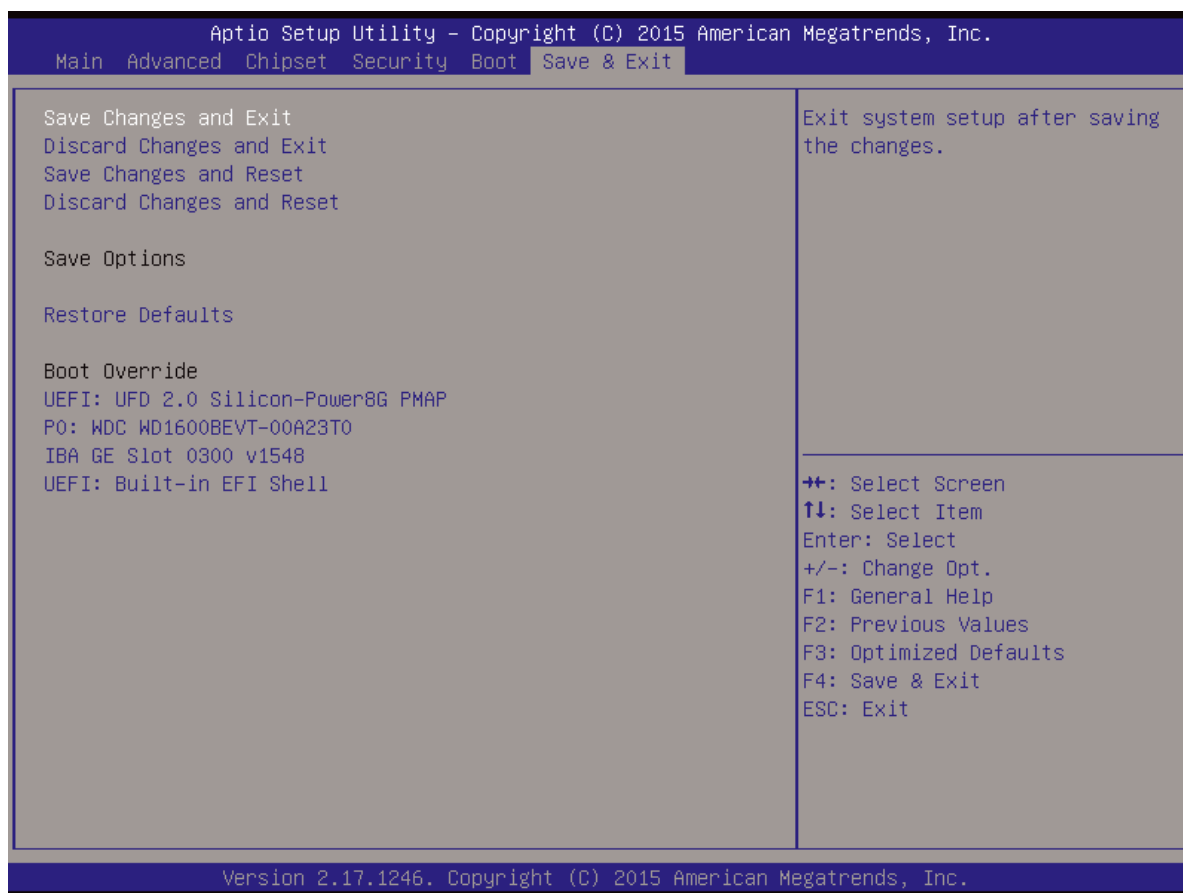 Aptio Setup Utility – Copyright (C) 2015 American Megatrends, Inc.
Main Advanced Chipset Security Boot Save & Exit
Save Changes and Exit
Discard Changes and Exit
Save Changes and Reset
Discard Changes and Reset
Save Options
Restore Defaults
Boot Override
UEFI: UFD 2.0 Silicon-Power8G PMAP
P0: WDC WD1600BEVT-00A23T0
IBA GE Slot 0300 v1548
UEFI: Built-in EFI Shell
Exit system setup after saving
the changes.
→←: Select Screen
↑↓: Select Item
Enter: Select
+/-: Change Opt.
F1: General Help
F2: Previous Values
F3: Optimized Defaults
F4: Save & Exit
ESC: Exit
Version 2.17.1246. Copyright (C) 2015 American Megatrends, Inc.